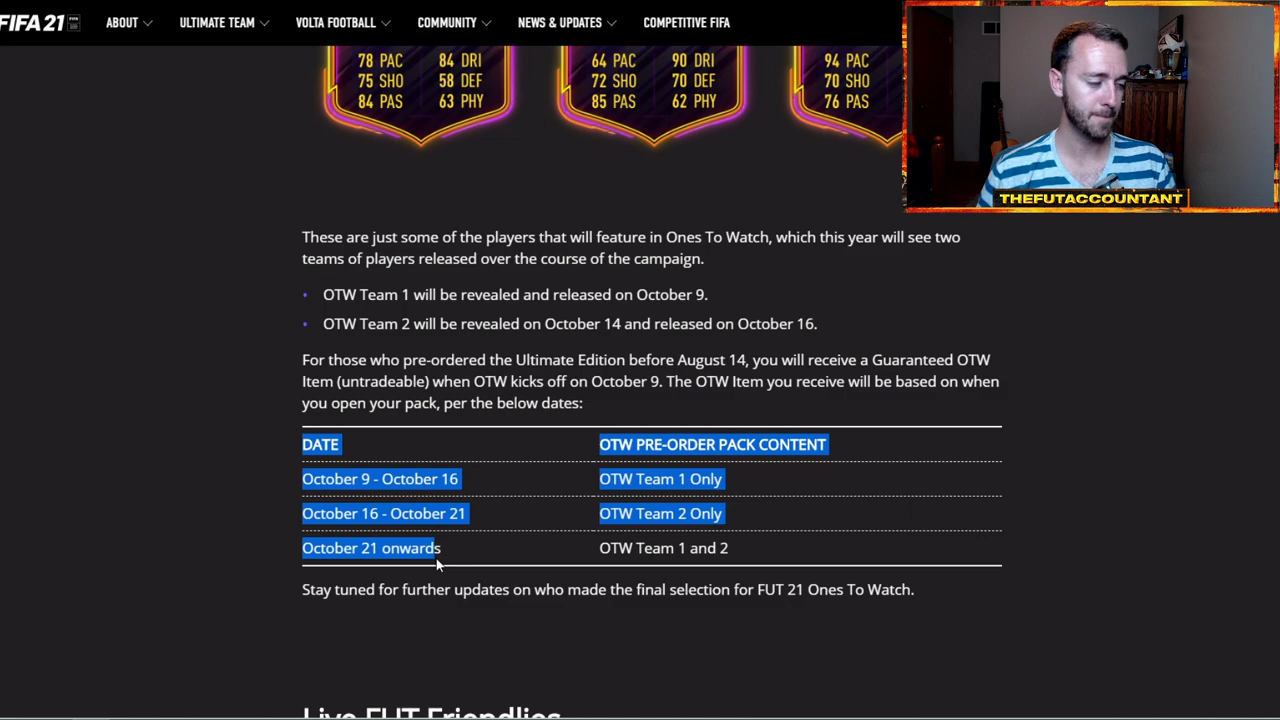 FIFA 21 ABOUT ULTIMATE TEAM VOLTA FOOTBALL COMMUNITY NEWS & UPDATES COMPETITIVE FIFA
78 PAC 84 DRI 64 PAC 90 DRI 94 PAC
75 SHO 58 DEF 72 SHO 70 DEF 70 SHO
84 PAS 63 PHY 85 PAS 62 PHY 76 PAS
THEFUTACCOUNTANT
These are just some of the players that will feature in Ones To Watch, which this year will see two
teams of players released over the course of the campaign.
• OTW Team 1 will be revealed and released on October 9.
• OTW Team 2 will be revealed on October 14 and released on October 16.
For those who pre-ordered the Ultimate Edition before August 14, you will receive a Guaranteed OTW
Item (untradeable) when OTW kicks off on October 9. The OTW Item you receive will be based on when
you open your pack, per the below dates:
DATE OTW PRE-ORDER PACK CONTENT
October 9 - October 16 OTW Team 1 Only
October 16 - October 21 OTW Team 2 Only
October 21 onwards OTW Team 1 and 2
Stay tuned for further updates on who made the final selection for FUT 21 Ones To Watch.
Live FUT Friendlies